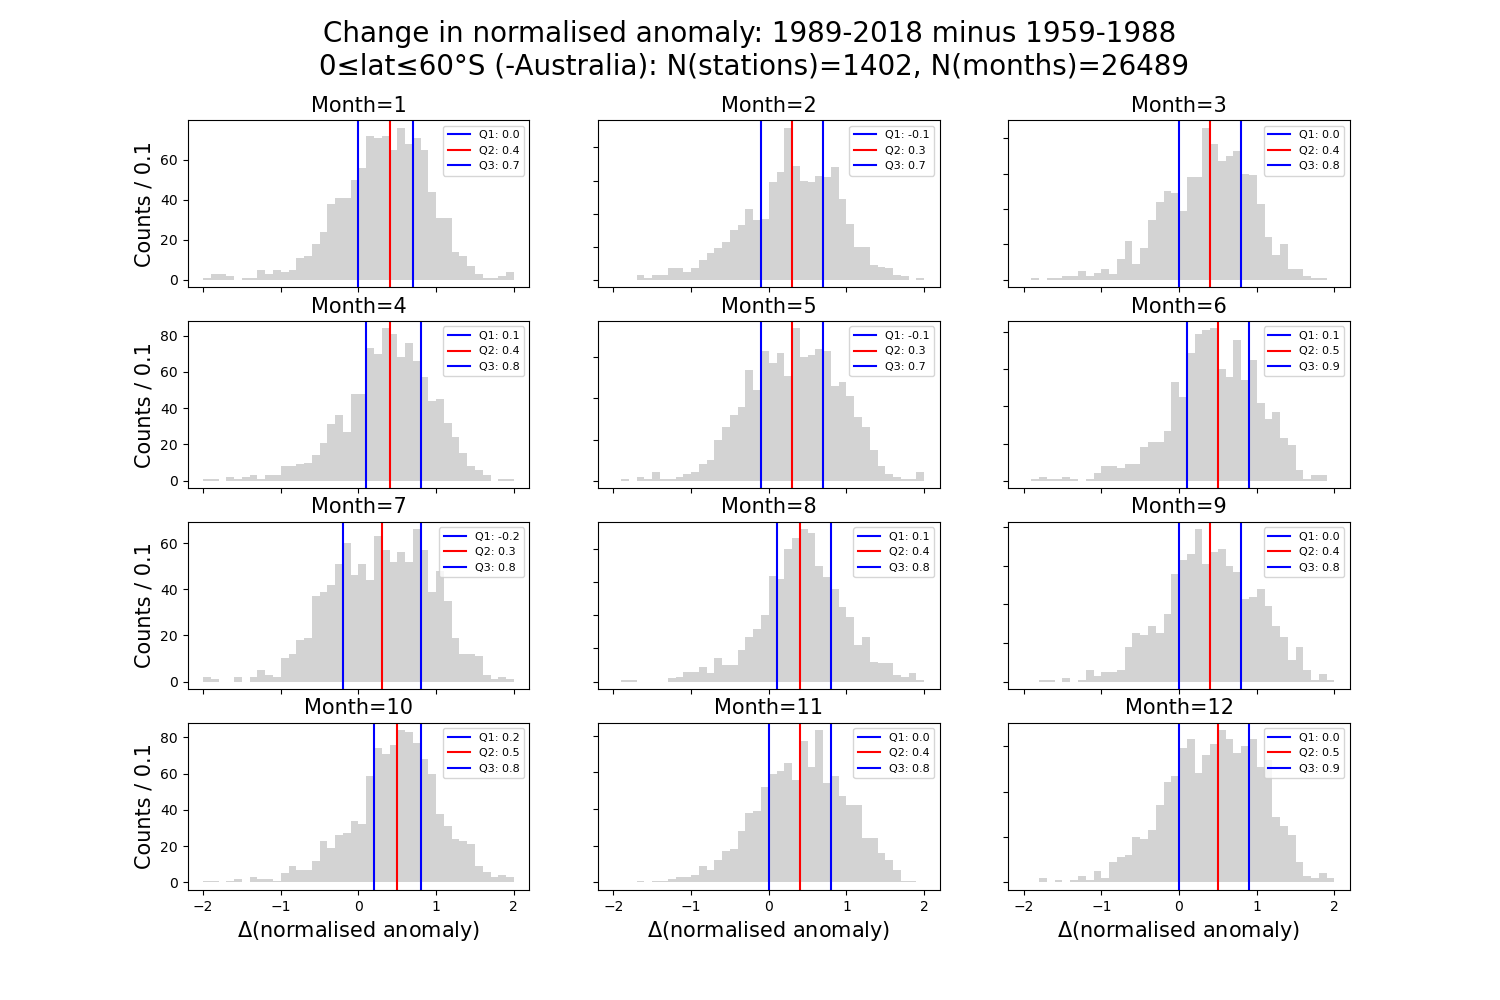 Change in normalised anomaly: 1989-2018 minus 1959-1988
0≤lat≤60°S (-Australia): N(stations)=1402, N(months)=26489
Month=1
Counts / 0.1
60
40
20
0
Q1: 0.0
Q2: 0.4
Q3: 0.7
Month=2
Q1: -0.1
Q2: 0.3
Q3: 0.7
Month=3
Q1: 0.0
Q2: 0.4
Q3: 0.8
Month=4
Counts / 0.1
80
60
40
20
0
Q1: 0.1
Q2: 0.4
Q3: 0.8
Month=5
Q1: -0.1
Q2: 0.3
Q3: 0.7
Month=6
Q1: 0.1
Q2: 0.5
Q3: 0.9
Month=7
Counts / 0.1
60
40
20
0
Q1: -0.2
Q2: 0.3
Q3: 0.8
Month=8
Q1: 0.1
Q2: 0.4
Q3: 0.8
Month=9
Q1: 0.0
Q2: 0.4
Q3: 0.8
Month=10
Counts / 0.1
80
60
40
20
0
Q1: 0.2
Q2: 0.5
Q3: 0.8
−2 −1 0 1 2
Δ(normalised anomaly)
Month=11
Q1: 0.0
Q2: 0.4
Q3: 0.8
−2 −1 0 1 2
Δ(normalised anomaly)
Month=12
Q1: 0.0
Q2: 0.5
Q3: 0.9
−2 −1 0 1 2
Δ(normalised anomaly)